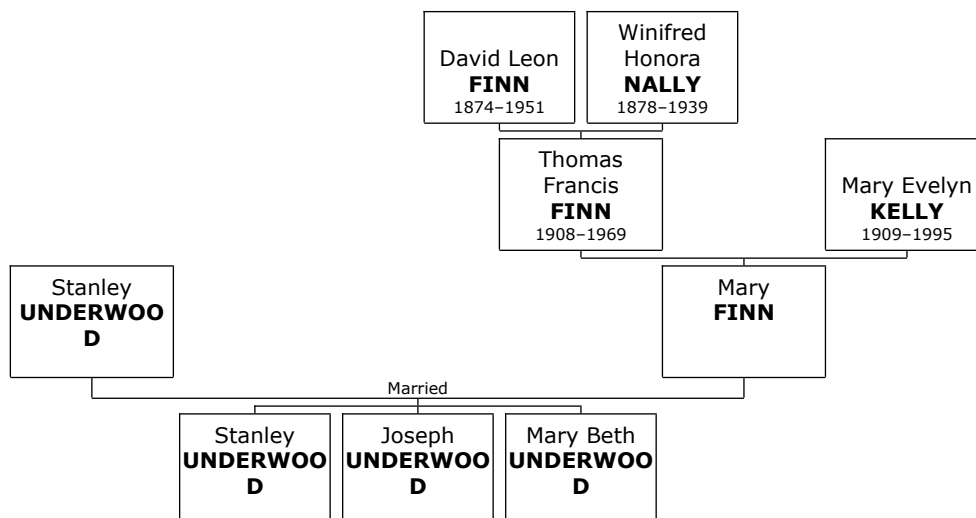 David Leon
FINN
1874–1951
Winifred
Honora
NALLY
1878–1939
Thomas
Francis
FINN
1908–1969
Mary Evelyn
KELLY
1909–1995
Stanley
UNDERWOO
D
Mary
FINN
Married
Stanley
UNDERWOO
D
Joseph
UNDERWOO
D
Mary Beth
UNDERWOO
D